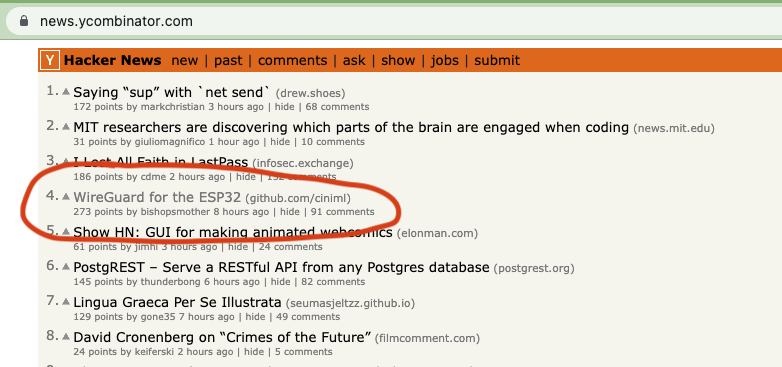 news.ycombinator.com
Y Hacker News new | past | comments | ask | show | jobs | submit
1. Saying “sup” with `net send` (drew.shoes)
172 points by markchristian 3 hours ago | hide | 68 comments
2. MIT researchers are discovering which parts of the brain are engaged when coding (news.mit.edu)
31 points by giuliomagnifico 1 hour ago | hide | 10 comments
3. I Lost All Faith in LastPass (infosec.exchange)
186 points by cdme 2 hours ago | hide | 132 comments
4. WireGuard for the ESP32 (github.com/ciniml)
273 points by bishopsmother 8 hours ago | hide | 91 comments
5. Show HN: GUI for making animated webcomics (elonman.com)
61 points by jimhi 3 hours ago | hide | 24 comments
6. PostgREST – Serve a RESTful API from any Postgres database (postgrest.org)
145 points by thunderbong 6 hours ago | hide | 82 comments
7. Lingua Graeca Per Se Illustrata (seumasjeltzz.github.io)
129 points by gone35 7 hours ago | hide | 49 comments
8. David Cronenberg on “Crimes of the Future” (filmcomment.com)
24 points by keiferski 2 hours ago | hide | 5 comments